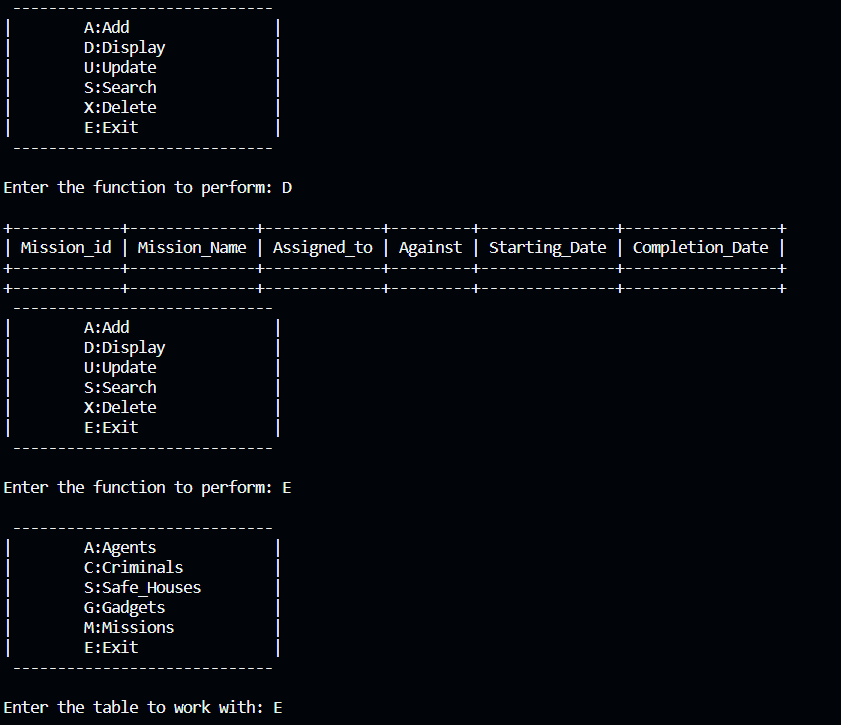 -----------------------------
|        A:Add                |
|        D:Display            |
|        U:Update             |
|        S:Search             |
|        X:Delete             |
|        E:Exit               |
 -----------------------------
Enter the function to perform: D
+------------+--------------+-------------+---------+---------------+-----------------+
| Mission_id | Mission_Name | Assigned_to | Against | Starting_Date | Completion_Date |
+------------+--------------+-------------+---------+---------------+-----------------+
+------------+--------------+-------------+---------+---------------+-----------------+
 -----------------------------
|        A:Add                |
|        D:Display            |
|        U:Update             |
|        S:Search             |
|        X:Delete             |
|        E:Exit               |
 -----------------------------
Enter the function to perform: E
 -----------------------------
|        A:Agents             |
|        C:Criminals          |
|        S:Safe_Houses        |
|        G:Gadgets            |
|        M:Missions           |
|        E:Exit               |
 -----------------------------
Enter the table to work with: E